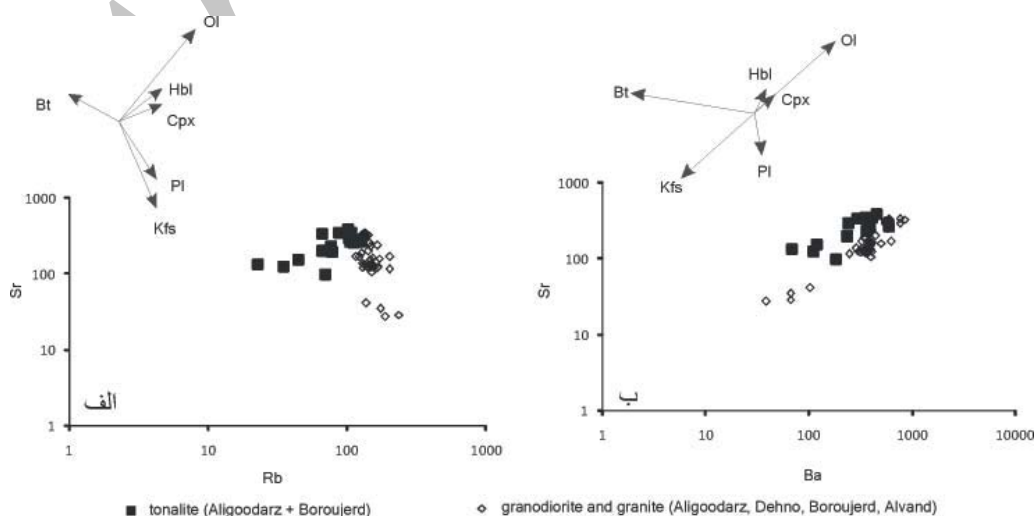 Ol
Hbl
Bt
Cpx
Pl
Kfs
1000
100
10
1
Sr
الف
1 10 100 1000
Rb
Ol
Hbl
Bt
Cpx
Pl
Kfs
1000
100
10
1
Sr
ب
1 10 100 1000 10000
Ba
tonalite (Aligoodarz + Boroujerd)
granodiorite and granite (Aligoodarz, Dehno, Boroujerd, Alvand)